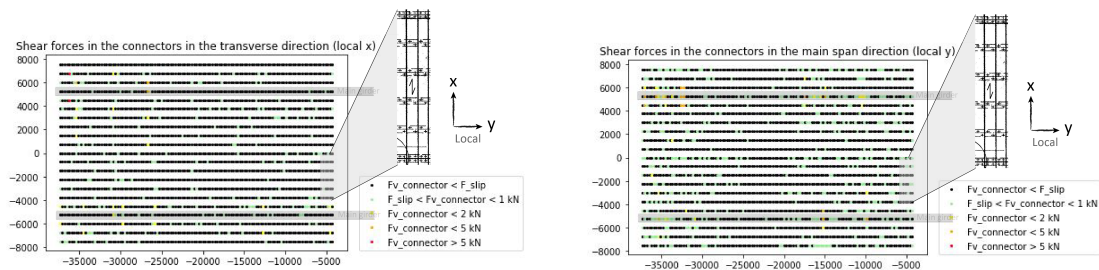 Shear forces in the connectors in the transverse direction (local x)
8000
6000
4000
2000
0
−2000
−4000
−6000
−8000
−35000 −30000 −25000 −20000 −15000 −10000 −5000
x
y
Local
Fv_connector < F_slip
F_slip < Fv_connector < 1 kN
Fv_connector < 2 kN
Fv_connector < 5 kN
Fv_connector > 5 kN
Shear forces in the connectors in the main span direction (local y)
8000
6000
4000
2000
0
−2000
−4000
−6000
−8000
−35000 −30000 −25000 −20000 −15000 −10000 −5000
x
y
Local
Fv_connector < F_slip
F_slip < Fv_connector < 1 kN
Fv_connector < 2 kN
Fv_connector < 5 kN
Fv_connector > 5 kN